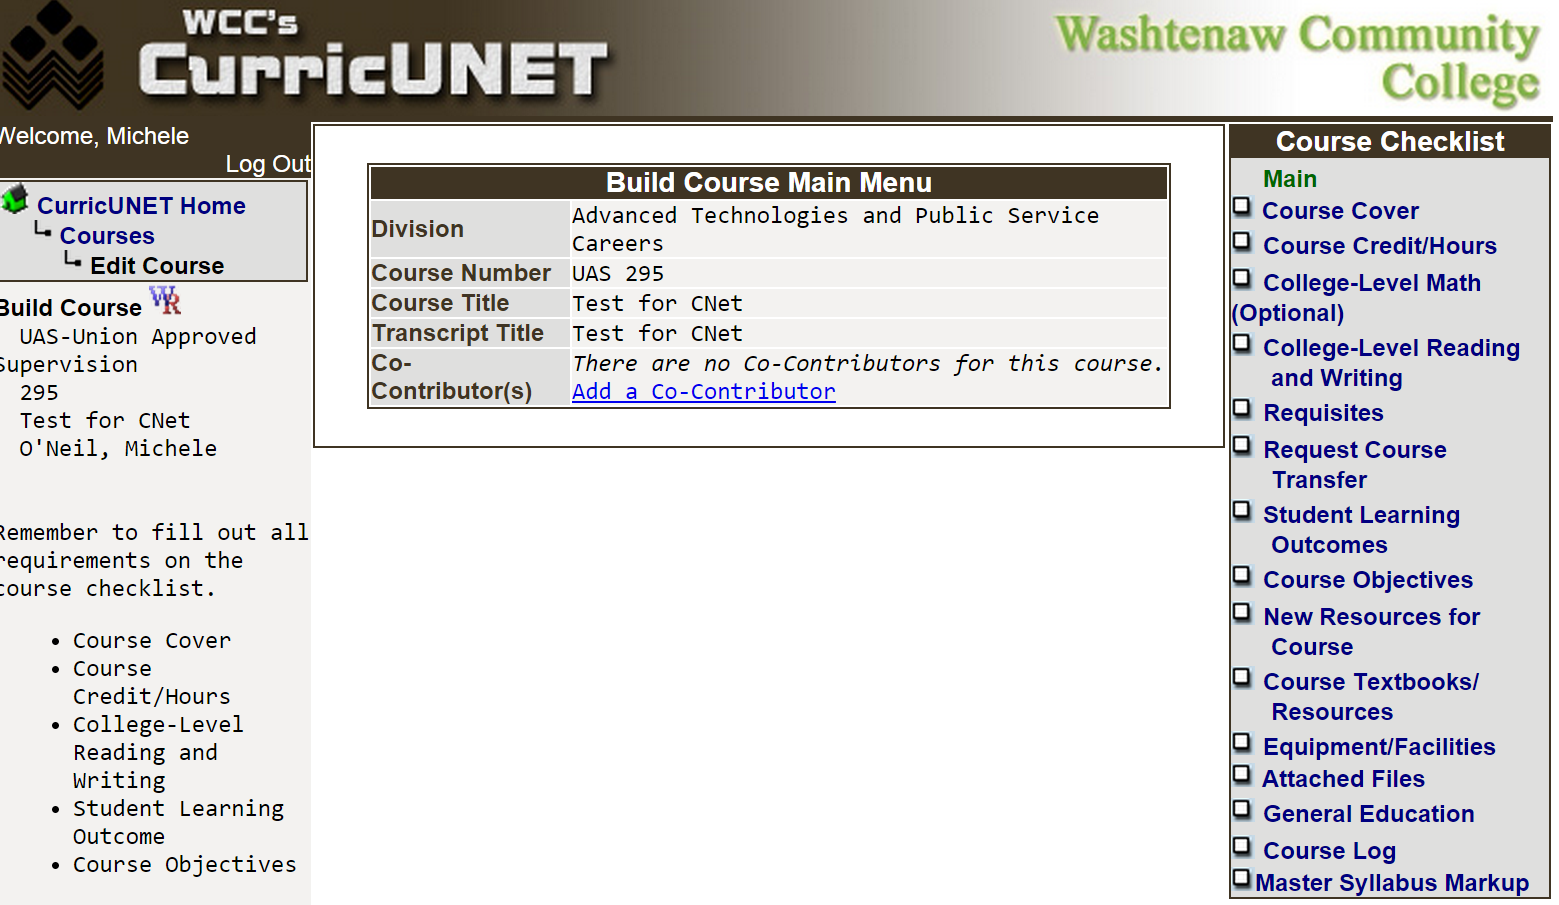 WCC's
CurricUNET
Washtenaw Community
College
Welcome, Michele
Log Out
CurricUNET Home
Courses
Edit Course
Build Course WR
UAS-Union Approved
Supervision
295
Test for CNet
O'Neil, Michele
Remember to fill out all
requirements on the
course checklist.
• Course Cover
• Course
Credit/Hours
• College-Level
Reading and
Writing
• Student Learning
Outcome
• Course Objectives
Build Course Main Menu
Division Advanced Technologies and Public Service
Careers
Course Number UAS 295
Course Title Test for CNet
Transcript Title Test for CNet
Co-
Contributor(s) There are no Co-Contributors for this course.
Add a Co-Contributor
Course Checklist
Main
Course Cover
Course Credit/Hours
College-Level Math
(Optional)
College-Level Reading
and Writing
Requisites
Request Course
Transfer
Student Learning
Outcomes
Course Objectives
New Resources for
Course
Course Textbooks/
Resources
Equipment/Facilities
Attached Files
General Education
Course Log
Master Syllabus Markup